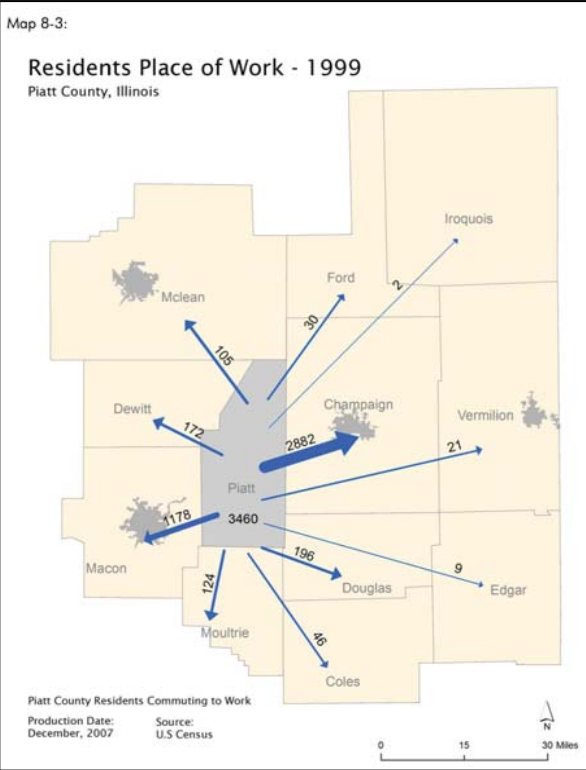 Map 8-3:
Residents Place of Work - 1999
Piatt County, Illinois
Iroquois
Ford
2
Mclean
30
105
Dewitt
Champaign
Vermilion
172
2882
21
Piatt
1178
3460
Macon
196
9
124
Douglas
Edgar
Moultrie
46
Coles
Piatt County Residents Commuting to Work
Production Date:
December, 2007
Source:
U.S Census
N
0 15 30 Miles